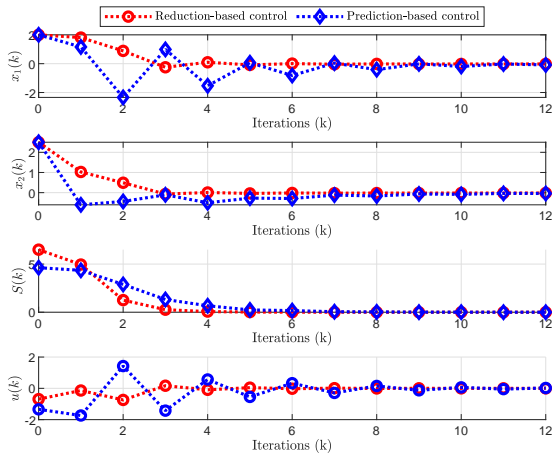 Reduction-based control Prediction-based control
2
0
-2
x₁(k)
0 2 4 6 8 10 12
Iterations (k)
2
1
0
x₂(k)
0 2 4 6 8 10 12
Iterations (k)
5
0
S(k)
0 2 4 6 8 10 12
Iterations (k)
2
0
-2
u(k)
0 2 4 6 8 10 12
Iterations (k)